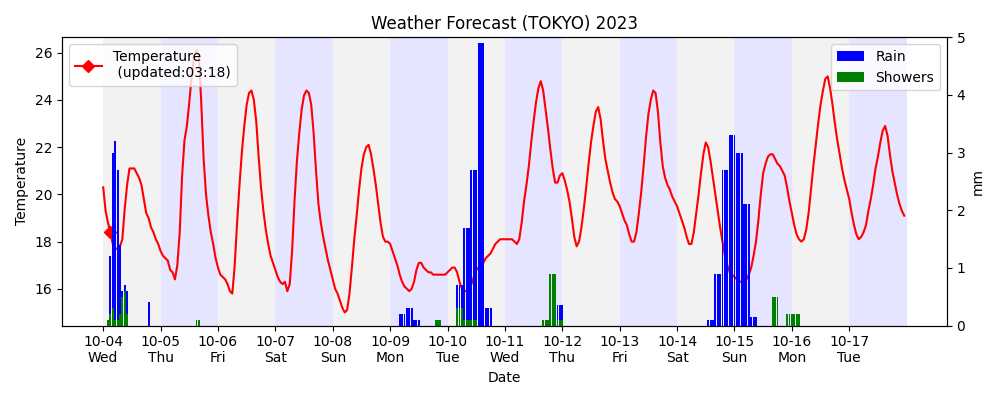 Weather Forecast (TOKYO) 2023
Temperature
(updated:03:18)
Rain
Showers
Temperature
26
24
22
20
18
16
5
4
3
2
1
0
mm
10-04 10-05 10-06 10-07 10-08 10-09 10-10 10-11 10-12 10-13 10-14 10-15 10-16 10-17
Wed Thu Fri Sat Sun Mon Tue Wed Thu Fri Sat Sun Mon Tue
Date